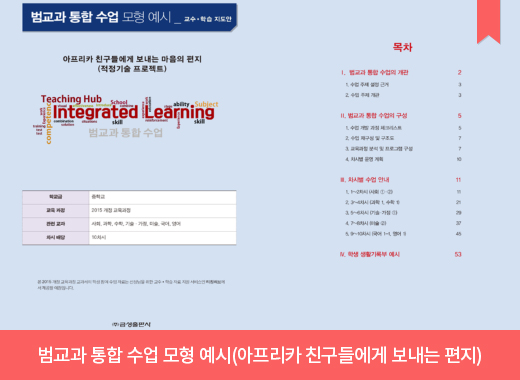 범교과 통합 수업 모형 예시 _ 교수·학습 지도안
아프리카 친구들에게 보내는 마음의 편지
(적정기술 프로젝트)
Teaching Hub
School
ability
Subject
Integrated Learning
competence
skill
skill
범교과 통합 수업
학교급 중학교
교육 과정 2015 개정 교육과정
관련 교과 사회, 과학, 수학, 기술·가정, 미술, 국어, 영어
차시 배당 10차시
㈜금성출판사
목차
Ⅰ. 범교과 통합 수업의 개관 2
1. 수업 주제 설정 근거 3
2. 수업 주제 개관 3
Ⅱ. 범교과 통합 수업의 구성 5
1. 수업 개발 과정 체크리스트 5
2. 수업 재구성 및 구조도 7
3. 교육과정 분석 및 프로그램 구성 7
4. 차시별 운영 계획 10
Ⅲ. 차시별 수업 안내 11
1. 1~2차시 (사회 ①-②) 11
2. 3~4차시 (과학 1, 수학 1) 21
3. 5~6차시 (기술·가정 ①) 29
4. 7~8차시 (미술 ②) 37
5. 9~10차시 (국어 1-1, 영어 1) 45
Ⅳ. 학생 생활기록부 예시 53
범교과 통합 수업 모형 예시(아프리카 친구들에게 보내는 편지)